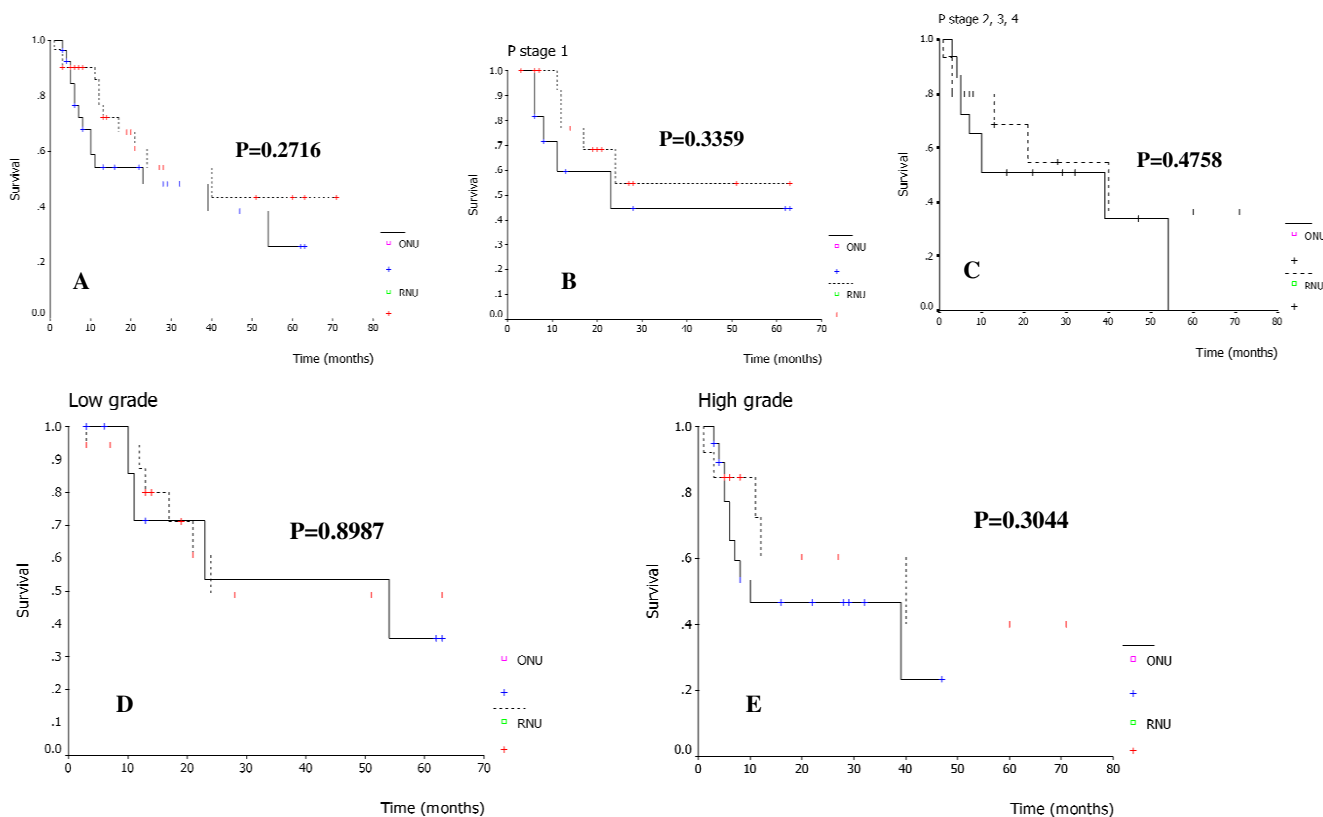 1.0
.8
.6
.4
.2
0.0
Survival
0
10
20
30
40
50
60
70
80
Time (months)
P=0.2716
A
ONU
RNU
P stage 1
1.0
.9
.8
.7
.6
.5
.4
.3
.2
.1
0.0
Survival
0
10
20
30
40
50
60
70
Time (months)
P=0.3359
B
ONU
RNU
P stage 2, 3, 4
1.0
.8
.6
.4
.2
0.0
Survival
0
10
20
30
40
50
60
70
80
Time (months)
P=0.4758
C
ONU
RNU
Low grade
1.0
.9
.8
.7
.6
.5
.4
.3
.2
.1
0.0
Survival
0
10
20
30
40
50
60
70
Time (months)
P=0.8987
D
ONU
RNU
High grade
1.0
.8
.6
.4
.2
0.0
Survival
0
10
20
30
40
50
60
70
80
Time (months)
P=0.3044
E
ONU
RNU